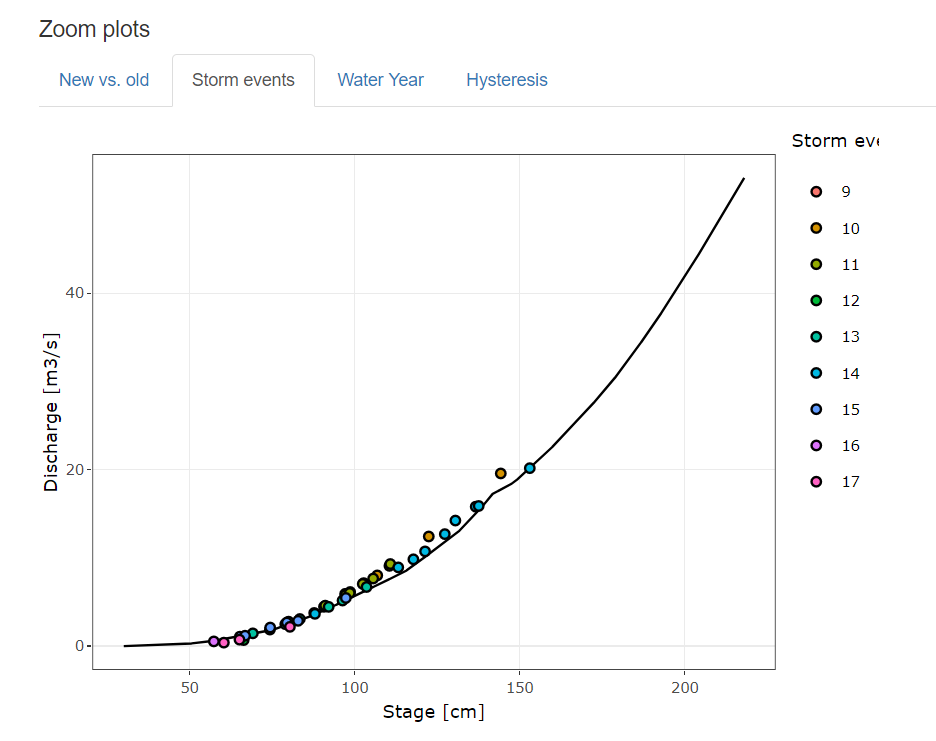 Zoom plots
New vs. old
Storm events
Water Year
Hysteresis
Storm eve
9
10
11
12
13
14
15
16
17
Discharge [m3/s]
40
20
0
50
100
150
200
Stage [cm]